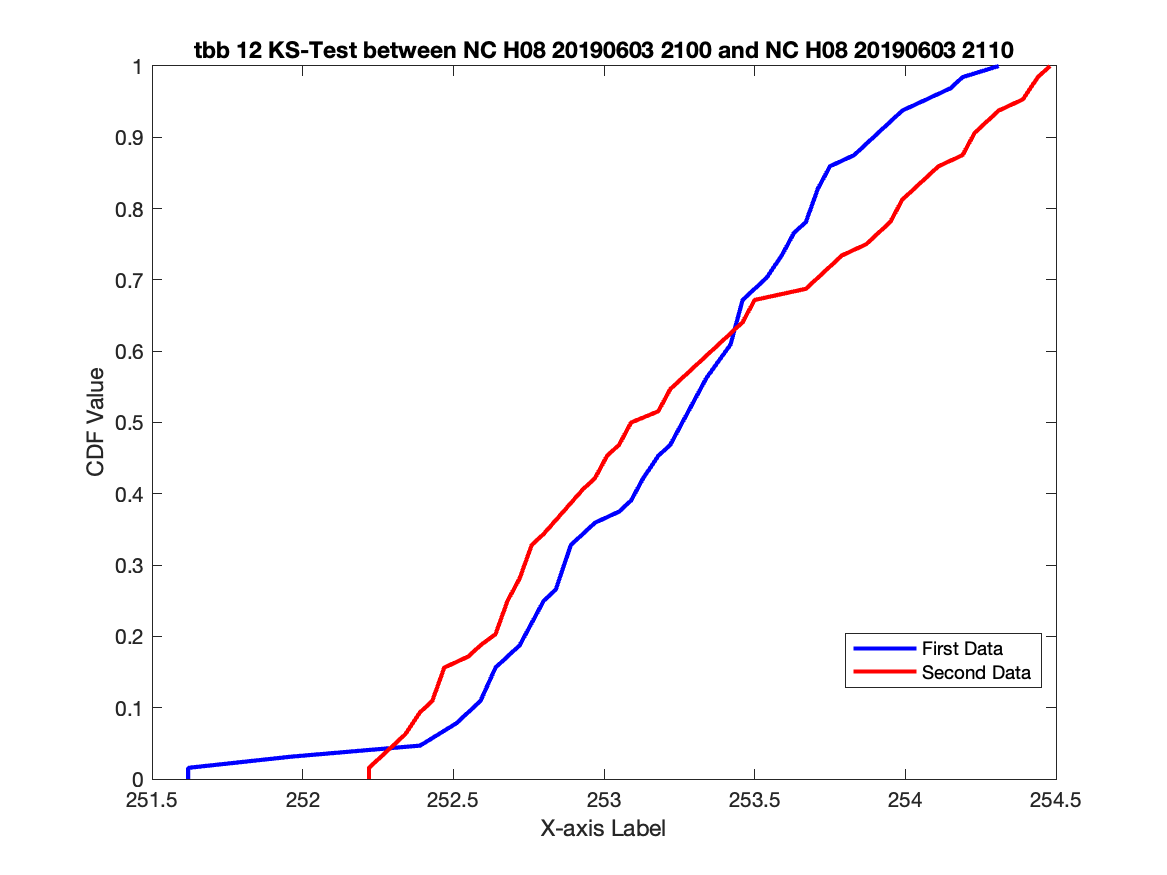 tbb 12 KS-Test between NC H08 20190603 2100 and NC H08 20190603 2110
1
0.9
0.8
0.7
0.6
0.5
0.4
0.3
0.2
0.1
0
CDF Value
First Data
Second Data
251.5 252 252.5 253 253.5 254 254.5
X-axis Label